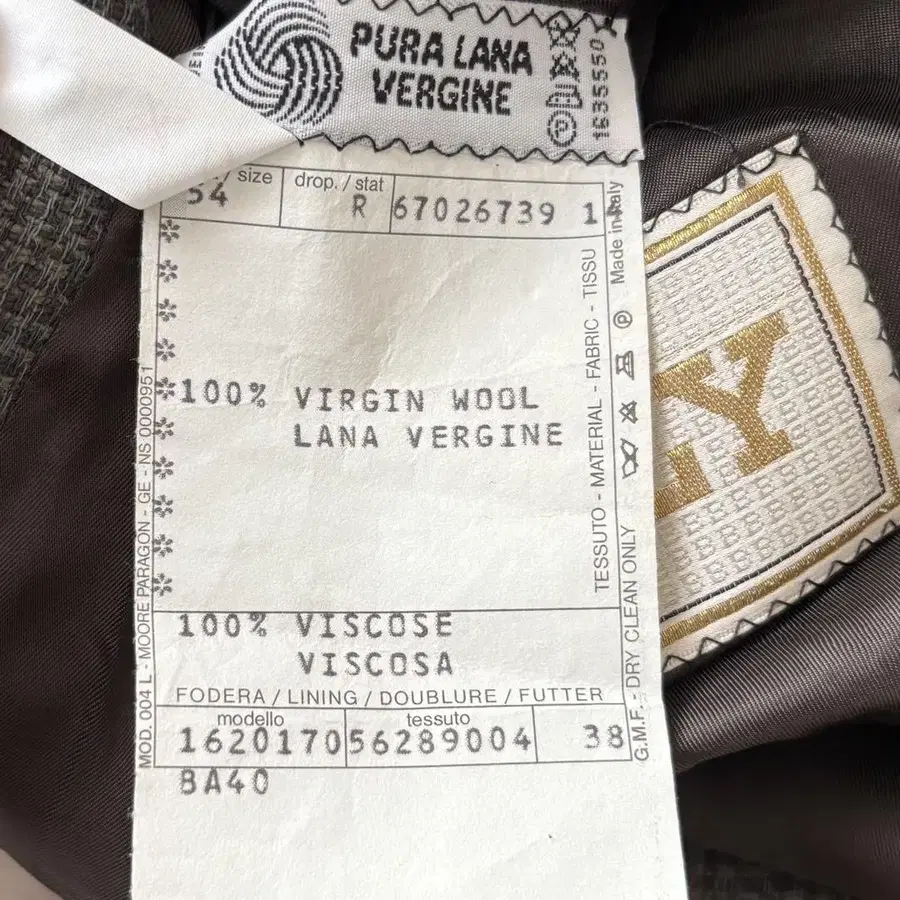 PURA LANA
VERGINE
1635550
/ size
54
drop. / stat
R
67026739 1
Made in Italy
100% VIRGIN WOOL
LANA VERGINE
TESSUTO - MATERIAL - FABRIC - TISSU
MOD. 004 L - MOORE PARAGON - GE - NS 0000951
100% VISCOSE
VISCOSA
FODERA / LINING / DOUBLURE / FUTTER
G.M.F. - DRY CLEAN ONLY
modello
tessuto
1620170
56289004
38
BA40
P
P
Y